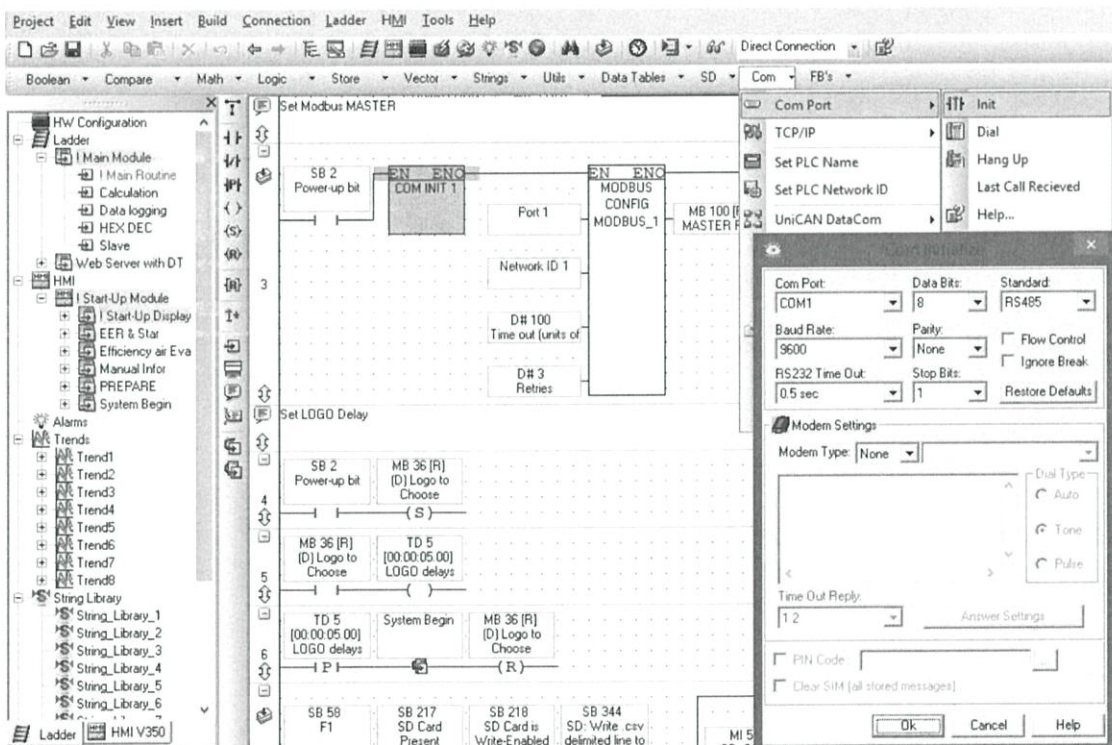 Project Edit View Insert Build Connection Ladder HMI Tools Help
Direct Connection
Boolean Compare Math Logic Store Vector Strings Utils Data Tables SD Com FB's
HW Configuration
Ladder
! Main Module
! Main Routine
Calculation
Data logging
HEX DEC
Slave
Web Server with DT
HMI
! Start-Up Module
! Start-Up Display
EER & Star
Efficiency air Eva
Manual Infor
PREPARE
System Begin
Alarms
Trends
Trend1
Trend2
Trend3
Trend4
Trend5
Trend6
Trend7
Trend8
String Library
String_Library_1
String_Library_2
String_Library_3
String_Library_4
String_Library_5
String_Library_6
Ladder HMI V350
Set Modbus MASTER
3
SB 2
Power-up bit
EN ENO
COM INIT 1
EN ENO
MODBUS
CONFIG
MODBUS_1
Port 1
Network ID 1
D# 100
Time out (units of
D# 3
Retries
MB 100
MASTER
Set LOGO Delay
4
SB 2
Power-up bit
MB 36 [R]
(D) Logo to
Choose
(S)
5
MB 36 [R]
(D) Logo to
Choose
TD 5
[00:00:05.00]
LOGO delays
6
TD 5
[00:00:05.00]
LOGO delays
P
System Begin
MB 36 [R]
(D) Logo to
Choose
(R)
SB 58
F1
SB 217
SD Card
Present
SB 218
SD Card is
Write-Enabled
SB 344
SD: Write .csv
delimited line to
MI 5
Com Port
TCP/IP
Set PLC Name
Set PLC Network ID
UniCAN DataCom
Init
Dial
Hang Up
Last Call Recieved
Help...
Com Port:
COM1
Data Bits:
8
Standard:
RS485
Baud Rate:
9600
Parity:
None
Flow Control
Ignore Break
RS232 Time Out:
0.5 sec
Stop Bits:
1
Restore Defaults
Modem Settings
Modem Type: None
Dial Type
Auto
Tone
Pulse
Time Out Reply:
12
Answer Settings
PIN Code
Clear SIM (all stored messages)
Ok Cancel Help